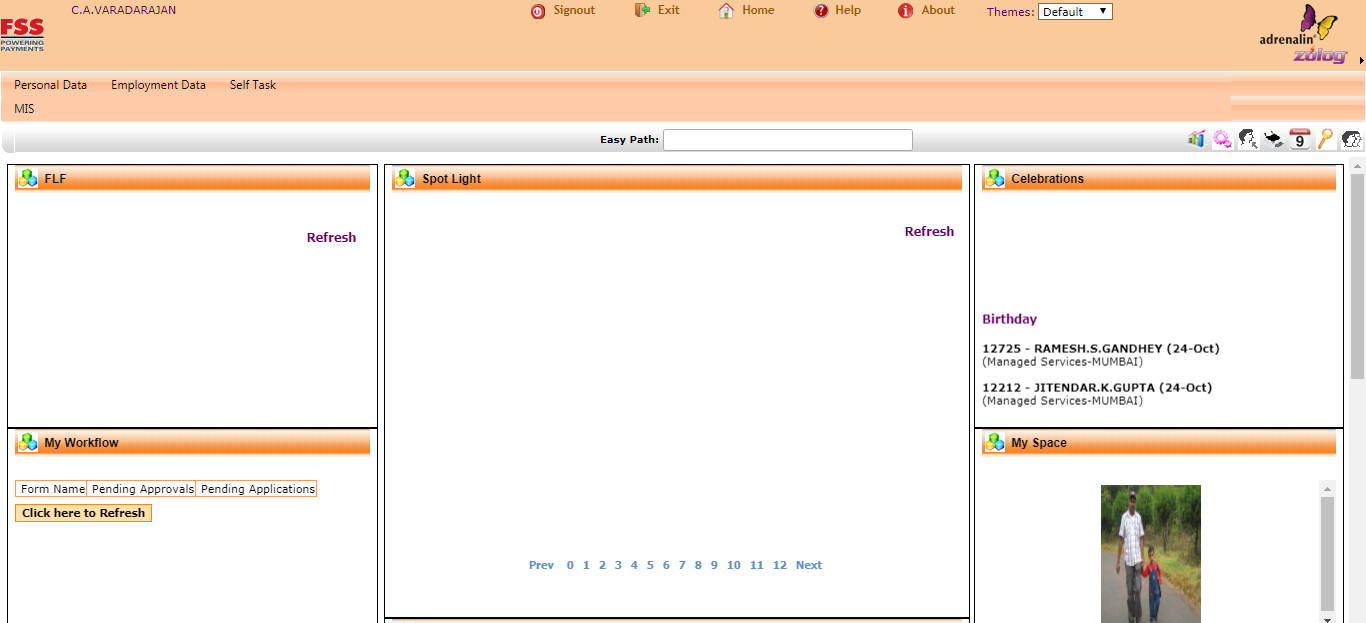 C.A.VARADARAJAN
Signout Exit Home Help About Themes: Default
FSS
POWERING
PAYMENTS
adrenalin
zölog
Personal Data Employment Data Self Task
MIS
Easy Path:
9
FLF
Refresh
Spot Light
Refresh
Prev 0 1 2 3 4 5 6 7 8 9 10 11 12 Next
Celebrations
Birthday
12725 - RAMESH.S.GANDHEY (24-Oct)
(Managed Services-MUMBAI)
12212 - JITENDAR.K.GUPTA (24-Oct)
(Managed Services-MUMBAI)
My Workflow
Form Name Pending Approvals Pending Applications
Click here to Refresh
My Space